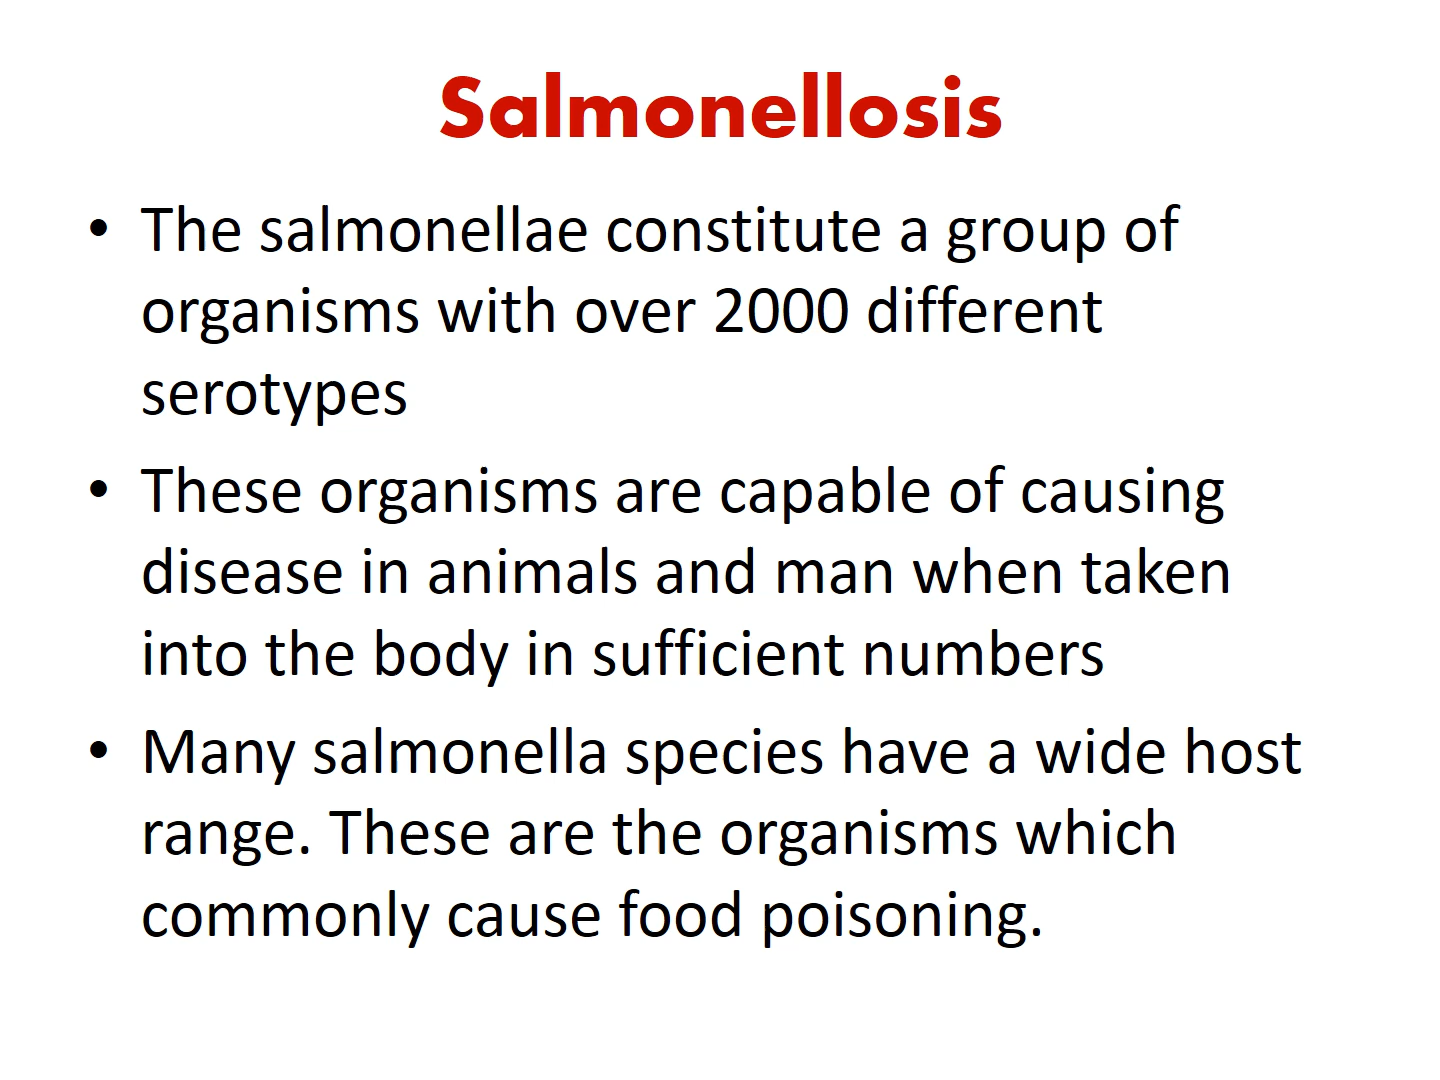 Salmonellosis
• The salmonellae constitute a group of
organisms with over 2000 different
serotypes
• These organisms are capable of causing
disease in animals and man when taken
into the body in sufficient numbers
• Many salmonella species have a wide host
range. These are the organisms which
commonly cause food poisoning.